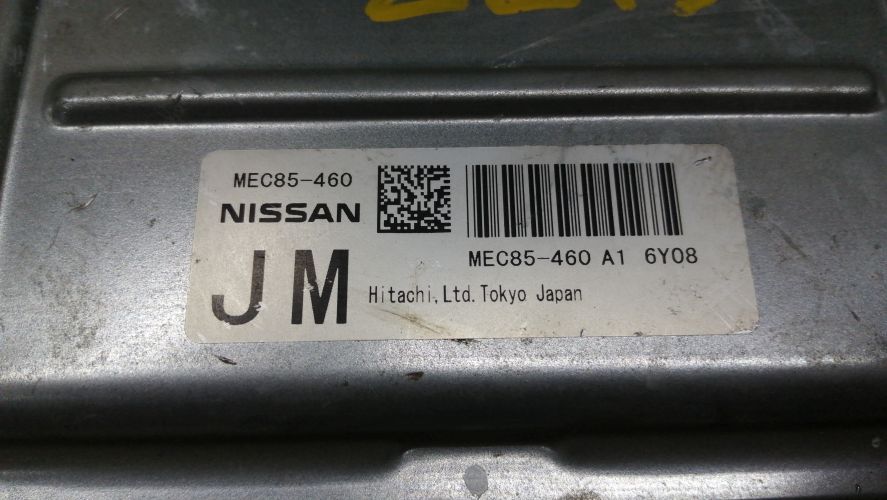 MEC85-460
NISSAN
JM
MEC85-460 A1 6Y08
Hitachi, Ltd. Tokyo Japan